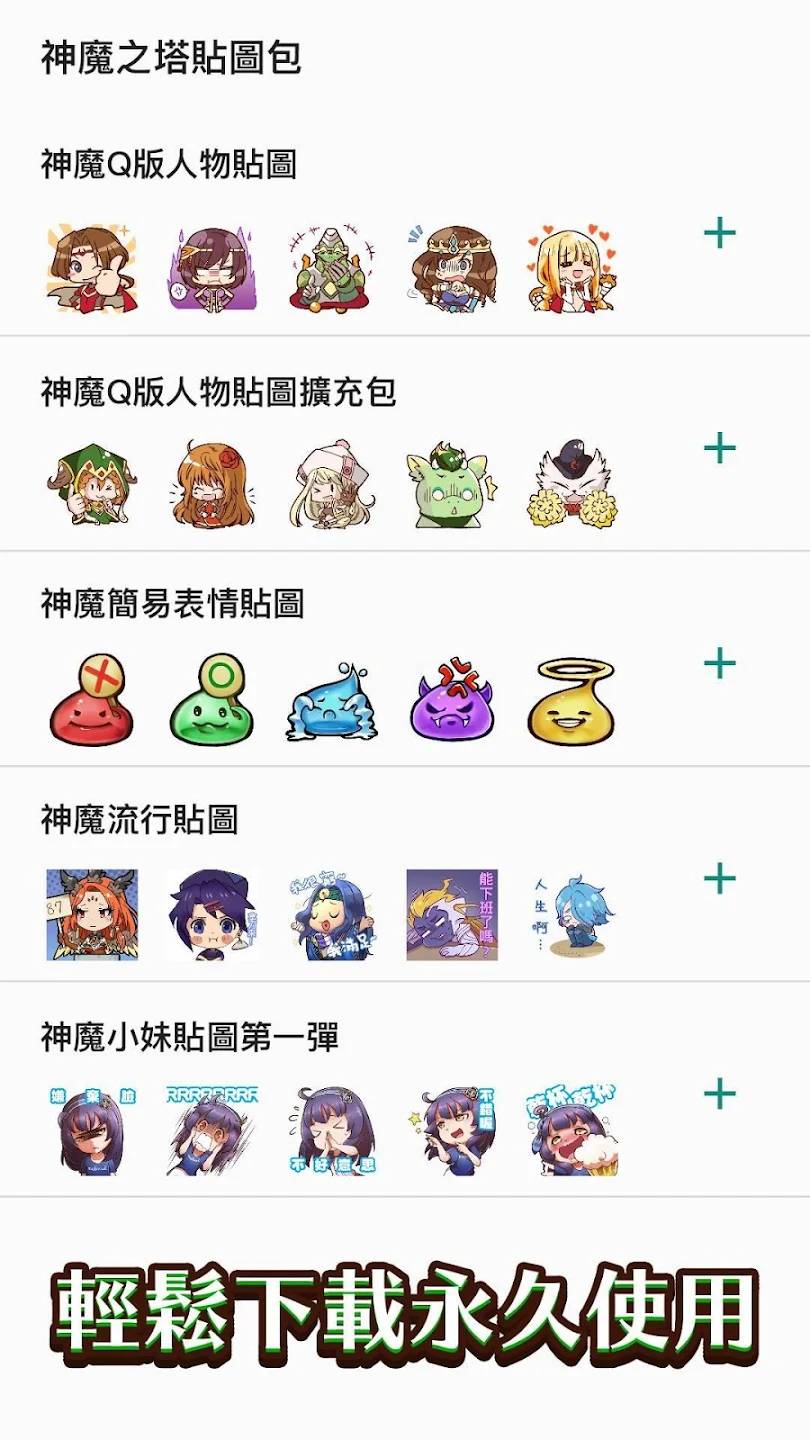 神魔之塔貼圖包
神魔Q版人物貼圖
神魔Q版人物貼圖擴充包
神魔簡易表情貼圖
神魔流行貼圖
87
能下班了嗎?
人生啊...
神魔小妹貼圖第一彈
嫌棄臉
RRRRRRRR
不好意思
不錯喔
乾杯乾杯
輕鬆下載永久使用